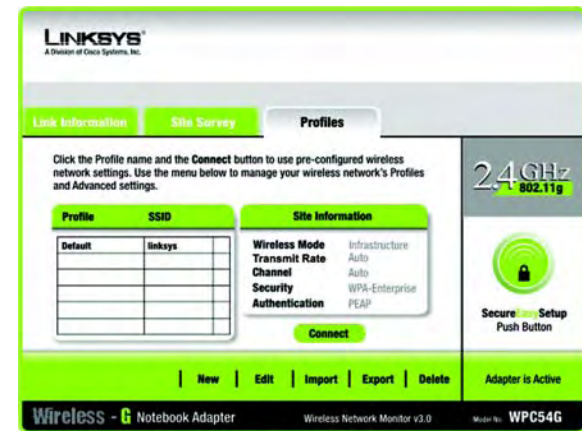 LINKSYS®
A Division of Cisco Systems, Inc.
Link Information
Site Survey
Profiles
Click the Profile name and the Connect button to use pre-configured wireless
network settings. Use the menu below to manage your wireless network's Profiles
and Advanced settings.
Profile SSID
Default linksys
Site Information
Wireless Mode Infrastructure
Transmit Rate Auto
Channel Auto
Security WPA-Enterprise
Authentication PEAP
Connect
2.4GHz
802.11g
SecureEasySetup
Push Button
New | Edit | Import | Export | Delete
Adapter is Active
Wireless - G Notebook Adapter
Wireless Network Monitor v3.0
Model No. WPC54G